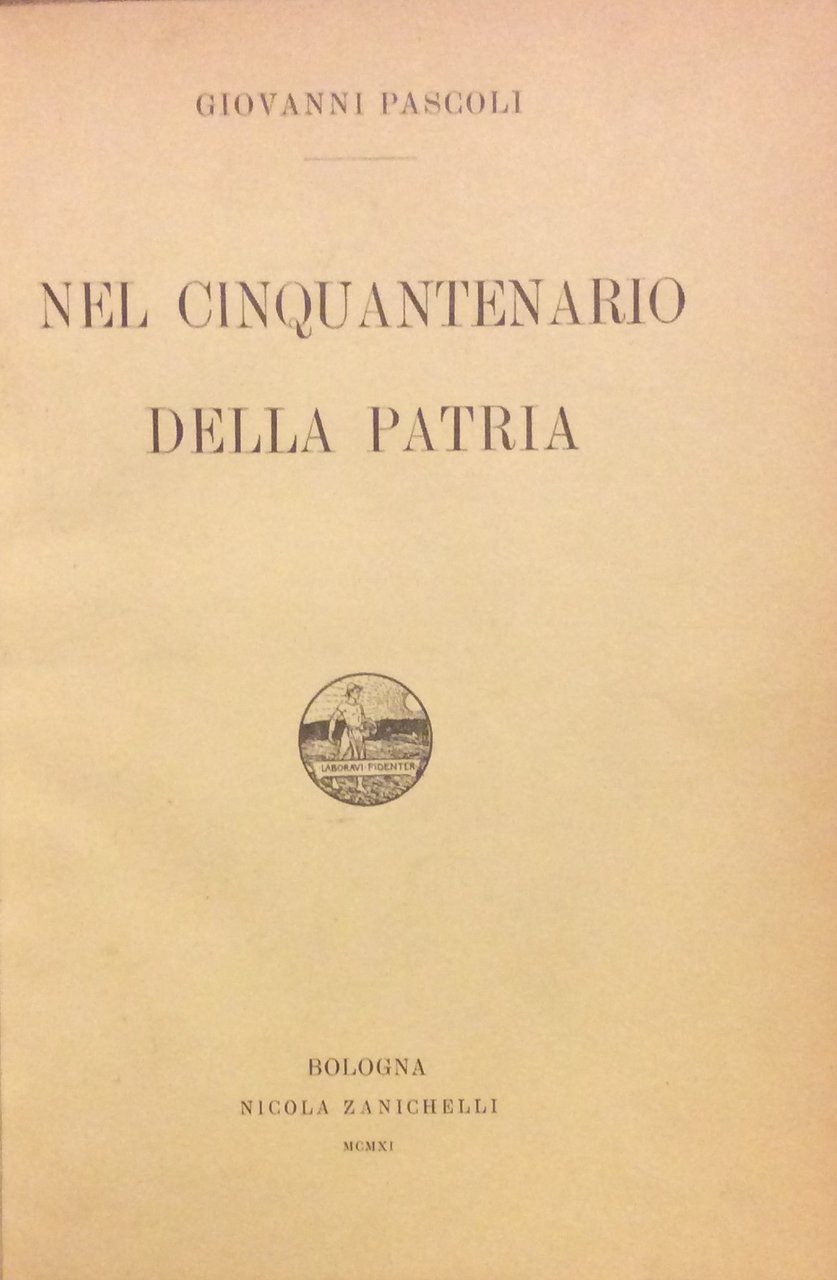 GIOVANNI PASCOLI
NEL CINQUANTENARIO
DELLA PATRIA
LABORAVI FIDENTER
BOLOGNA
NICOLA ZANICHELLI
MCMXI